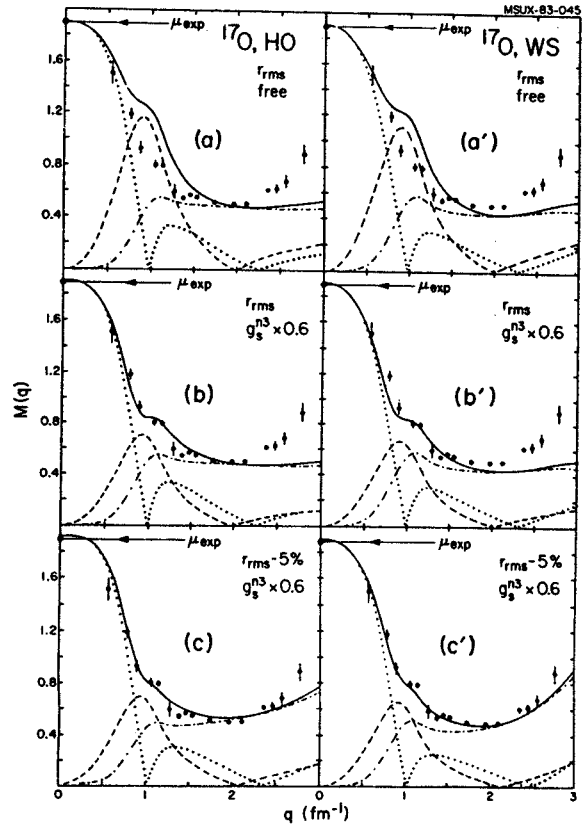 MSUX-83-045
μexp
¹⁷O, HO
rrms
free
(a)
μexp
¹⁷O, WS
rrms
free
(a')
1.6
1.2
0.8
0.4
μexp
rrms
gₛⁿ³ × 0.6
(b)
μexp
rrms
gₛⁿ³ × 0.6
(b')
1.6
1.2
0.8
0.4
M(q)
μexp
rrms - 5%
gₛⁿ³ × 0.6
(c)
μexp
rrms - 5%
gₛⁿ³ × 0.6
(c')
1.6
1.2
0.8
0.4
0 1 2 0 1 2 3
q (fm⁻¹)